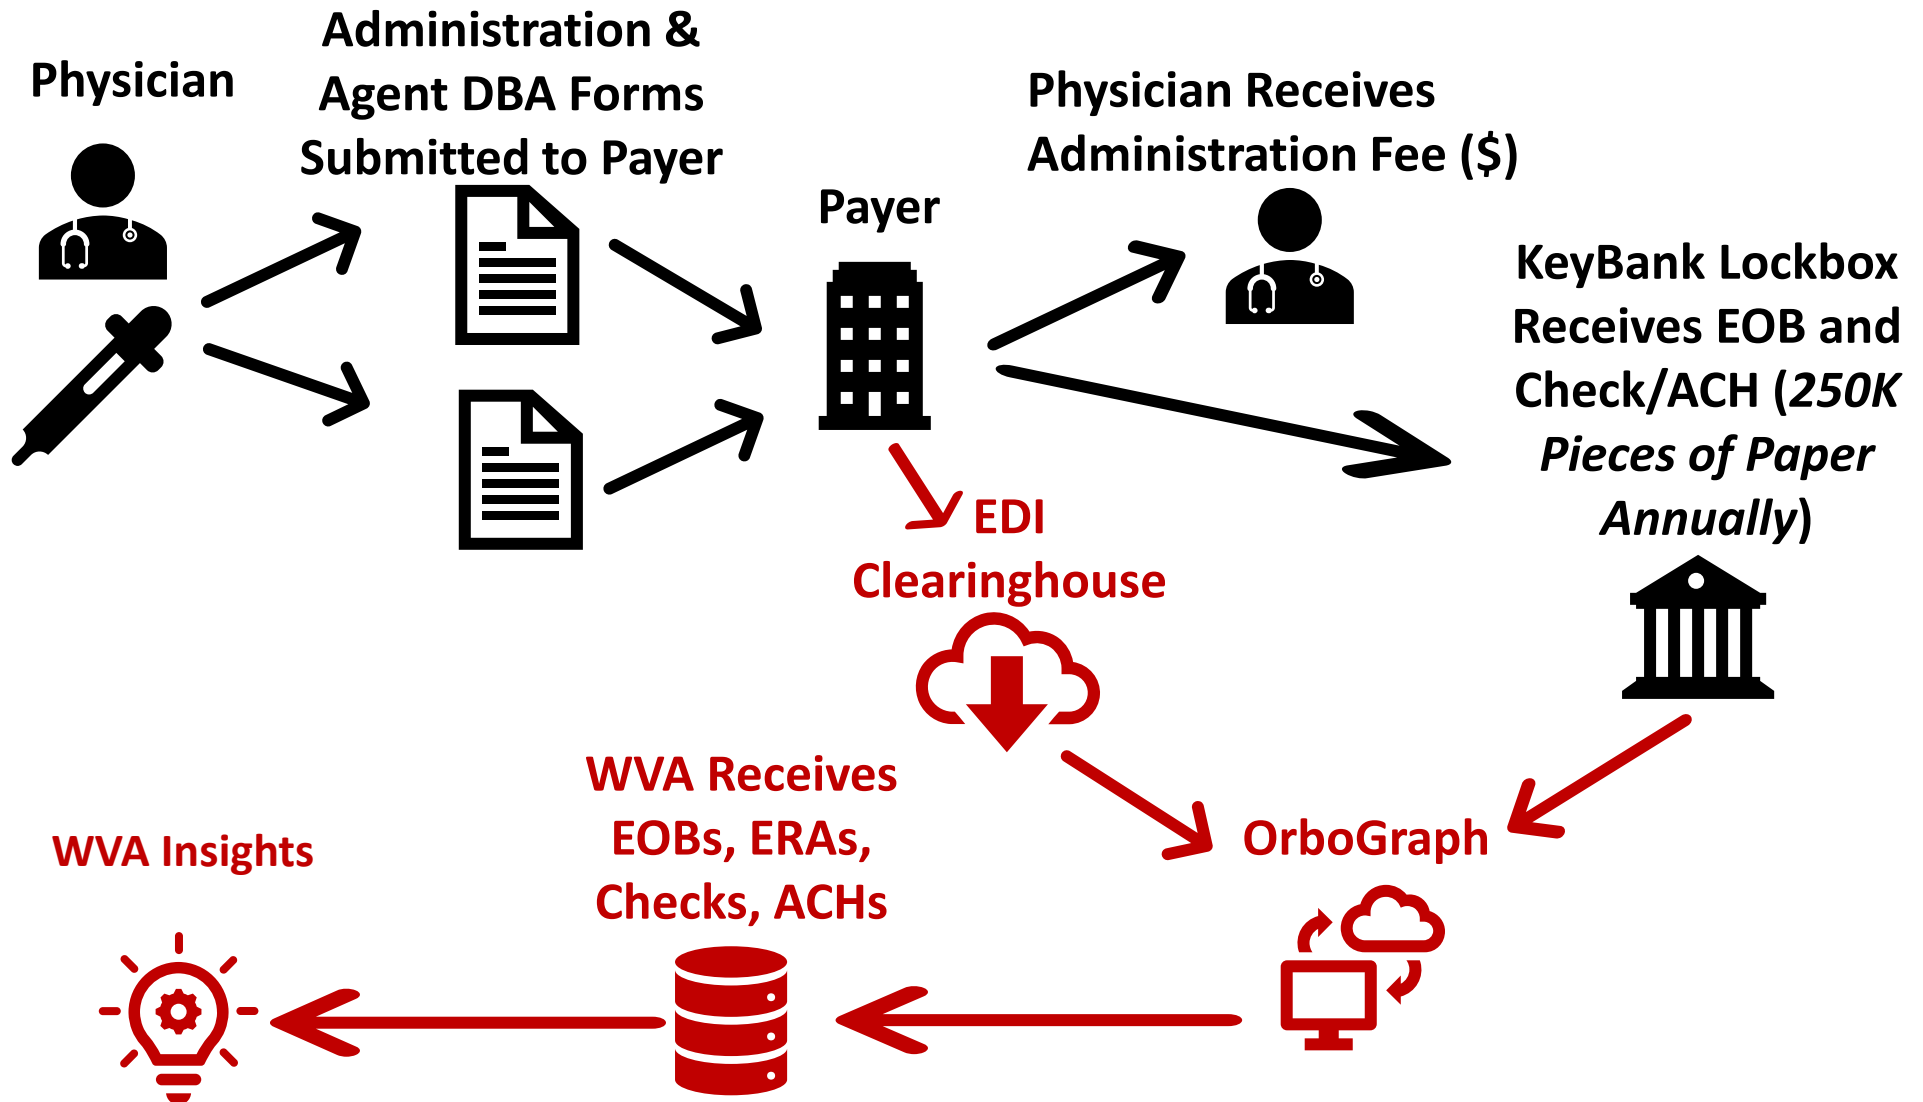 Physician
Administration &
Agent DBA Forms
Submitted to Payer
Payer
Physician Receives
Administration Fee ($)
KeyBank Lockbox
Receives EOB and
Check/ACH (250K
Pieces of Paper
Annually)
EDI
Clearinghouse
OrboGraph
WVA Receives
EOBs, ERAs,
Checks, ACHs
WVA Insights